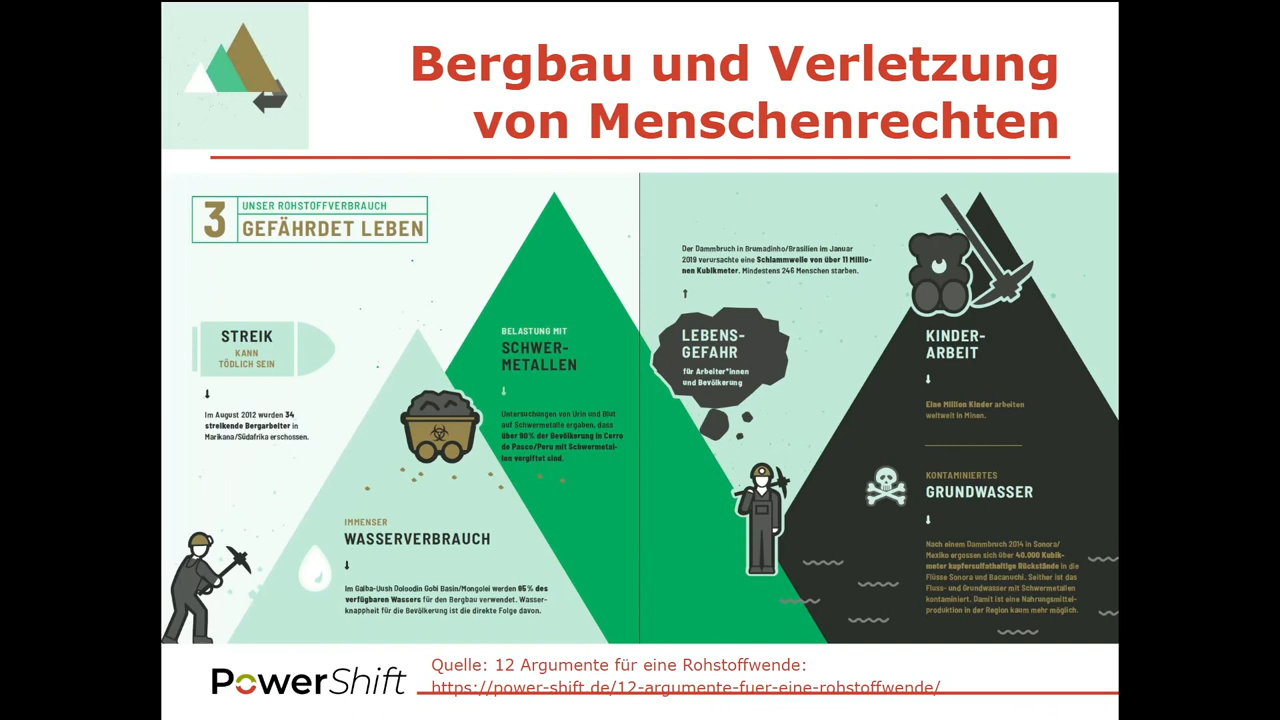 Bergbau und Verletzung
von Menschenrechten
3
UNSER ROHSTOFFVERBRAUCH
GEFÄHRDET LEBEN
STREIK
KANN
TÖDLICH SEIN
Im August 2012 wurden 34
streikende Bergarbeiter in
Marikana/Südafrika erschossen.
IMMENSER
WASSERVERBRAUCH
Im Galba-Uush Doloodin Gobi Basin/Mongolei werden 85% des
verfügbaren Wassers für den Bergbau verwendet. Wasser-
knappheit für die Bevölkerung ist die direkte Folge davon.
BELASTUNG MIT
SCHWER-
METALLEN
Untersuchungen von Urin und Blut
auf Schwermetalle ergaben, dass
über 90% der Bevölkerung in Cerro
de Pasco/Peru mit Schwermetal-
len vergiftet sind.
Der Dammbruch in Brumadinho/Brasilien im Januar
2019 verursachte eine Schlammwelle von über 11 Millio-
nen Kubikmeter. Mindestens 246 Menschen starben.
LEBENS-
GEFAHR
für Arbeiter*innen
und Bevölkerung
KINDER-
ARBEIT
Eine Million Kinder arbeiten
weltweit in Minen.
KONTAMINIERTES
GRUNDWASSER
Nach einem Dammbruch 2014 in Sonora/
Mexiko ergossen sich über 40.000 Kubik-
meter kupfersulfathaltige Rückstände in die
Flüsse Sonora und Bacanuchi. Seither ist das
Fluss- und Grundwasser mit Schwermetallen
kontaminiert. Damit ist eine Nahrungsmittel-
produktion in der Region kaum mehr möglich.
PowerShift
Quelle: 12 Argumente für eine Rohstoffwende:
https://power-shift.de/12-argumente-fuer-eine-rohstoffwende/